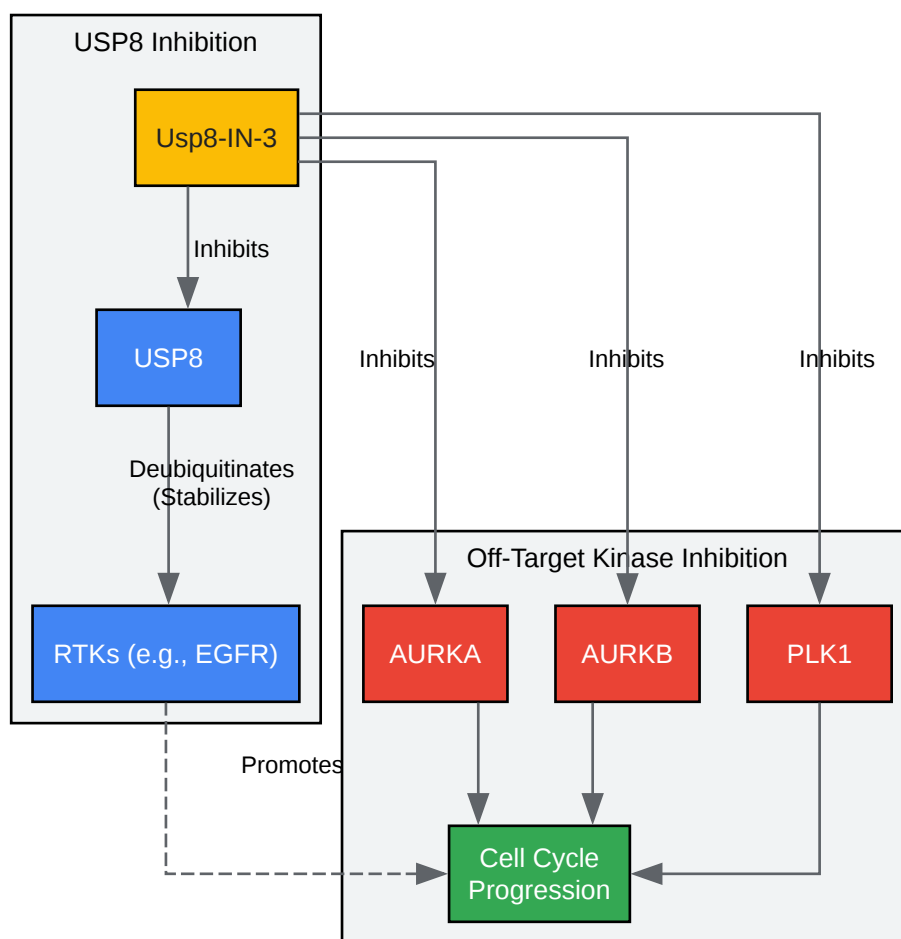 USP8 Inhibition
Usp8-IN-3
Inhibits
USP8
Inhibits
Inhibits
Inhibits
Deubiquitinates
(Stabilizes)
Off-Target Kinase Inhibition
RTKs (e.g., EGFR)
AURKA
AURKB
PLK1
Promotes
Cell Cycle
Progression